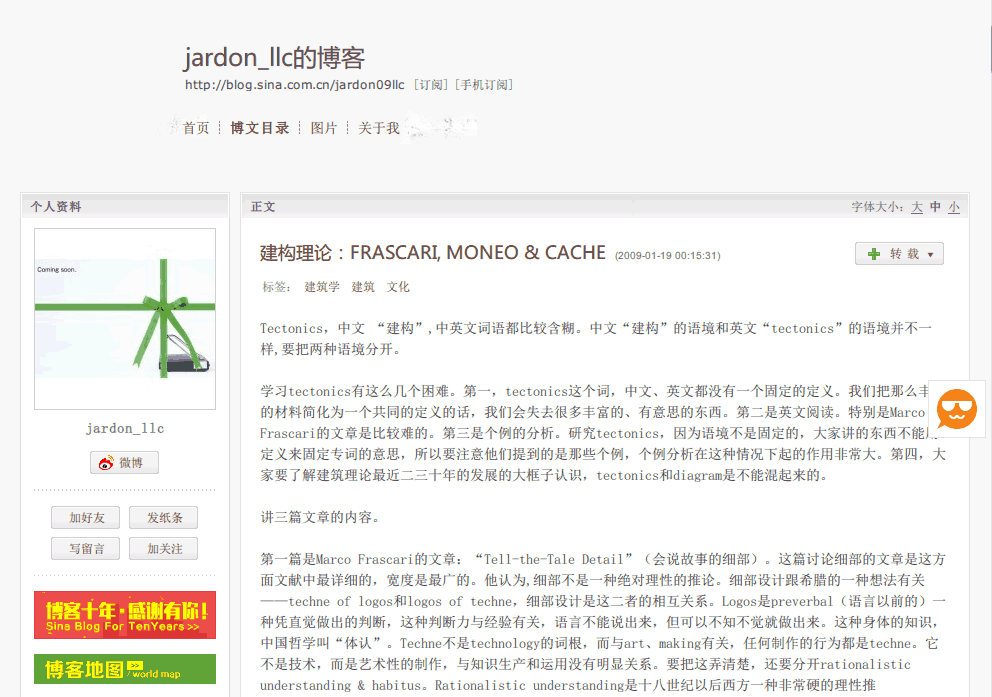 jardon_llc的博客
http://blog.sina.com.cn/jardon09llc [订阅] [手机订阅]
首页 博文目录 图片 关于我
个人资料
Coming soon.
jardon_llc
微博
加好友 发纸条
写留言 加关注
博客十年·感谢有你!
Sina Blog For TenYears >>
博客地图 >> /world map
正文 字体大小: 大 中 小
建构理论:FRASCARI, MONEO & CACHE (2009-01-19 00:15:31)
转载▼
标签: 建筑学 建筑 文化
Tectonics，中文 “建构”,中英文词语都比较含糊。中文“建构”的语境和英文“tectonics”的语境并不一
样,要把两种语境分开。
学习tectonics有这么几个困难。第一，tectonics这个词，中文、英文都没有一个固定的定义。我们把那么丰
的材料简化为一个共同的定义的话，我们会失去很多丰富的、有意思的东西。第二是英文阅读。特别是Marco
Frascari的文章是比较难的。第三是个例的分析。研究tectonics，因为语境不是固定的，大家讲的东西不能
定义来固定专词的意思，所以要注意他们提到的是那些个例，个例分析在这种情况下起的作用非常大。第四，大
家要了解建筑理论最近二三十年的发展的大框子认识，tectonics和diagram是不能混起来的。
讲三篇文章的内容。
第一篇是Marco Frascari的文章：“Tell-the-Tale Detail”（会说故事的细部）。这篇讨论细部的文章是这方
面文献中最详细的，宽度是最广的。他认为,细部不是一种绝对理性的推论。细部设计跟希腊的一种想法有关
——techne of logos和logos of techne，细部设计是这二者的相互关系。Logos是preverbal（语言以前的）一
种凭直觉做出的判断，这种判断力与经验有关，语言不能说出来，但可以不知不觉就做出来。这种身体的知识，
中国哲学叫“体认”。Techne不是technology的词根，而与art、making有关，任何制作的行为都是techne。它
不是技术，而是艺术性的制作，与知识生产和运用没有明显关系。要把这弄清楚，还要分开rationalistic
understanding & habitus。Rationalistic understanding是十八世纪以后西方一种非常硬的理性推